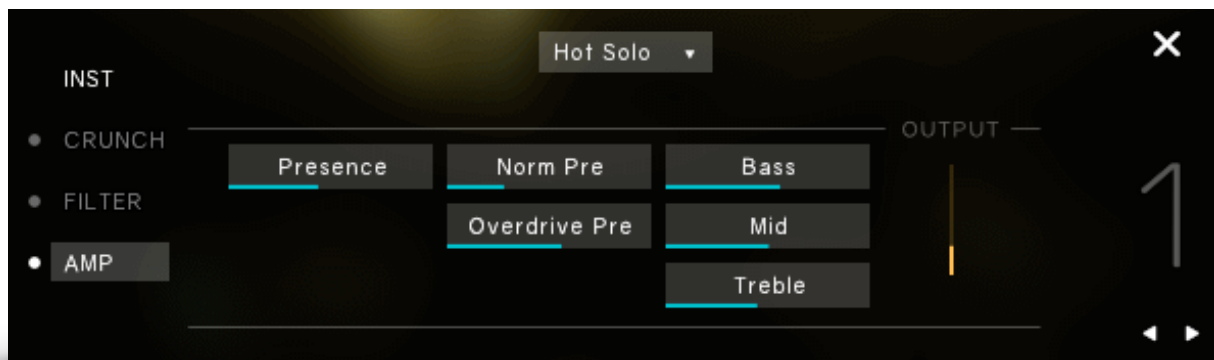 Hot Solo
INST
CRUNCH
FILTER
AMP
Presence
Norm Pre
Bass
Overdrive Pre
Mid
Treble
OUTPUT
1